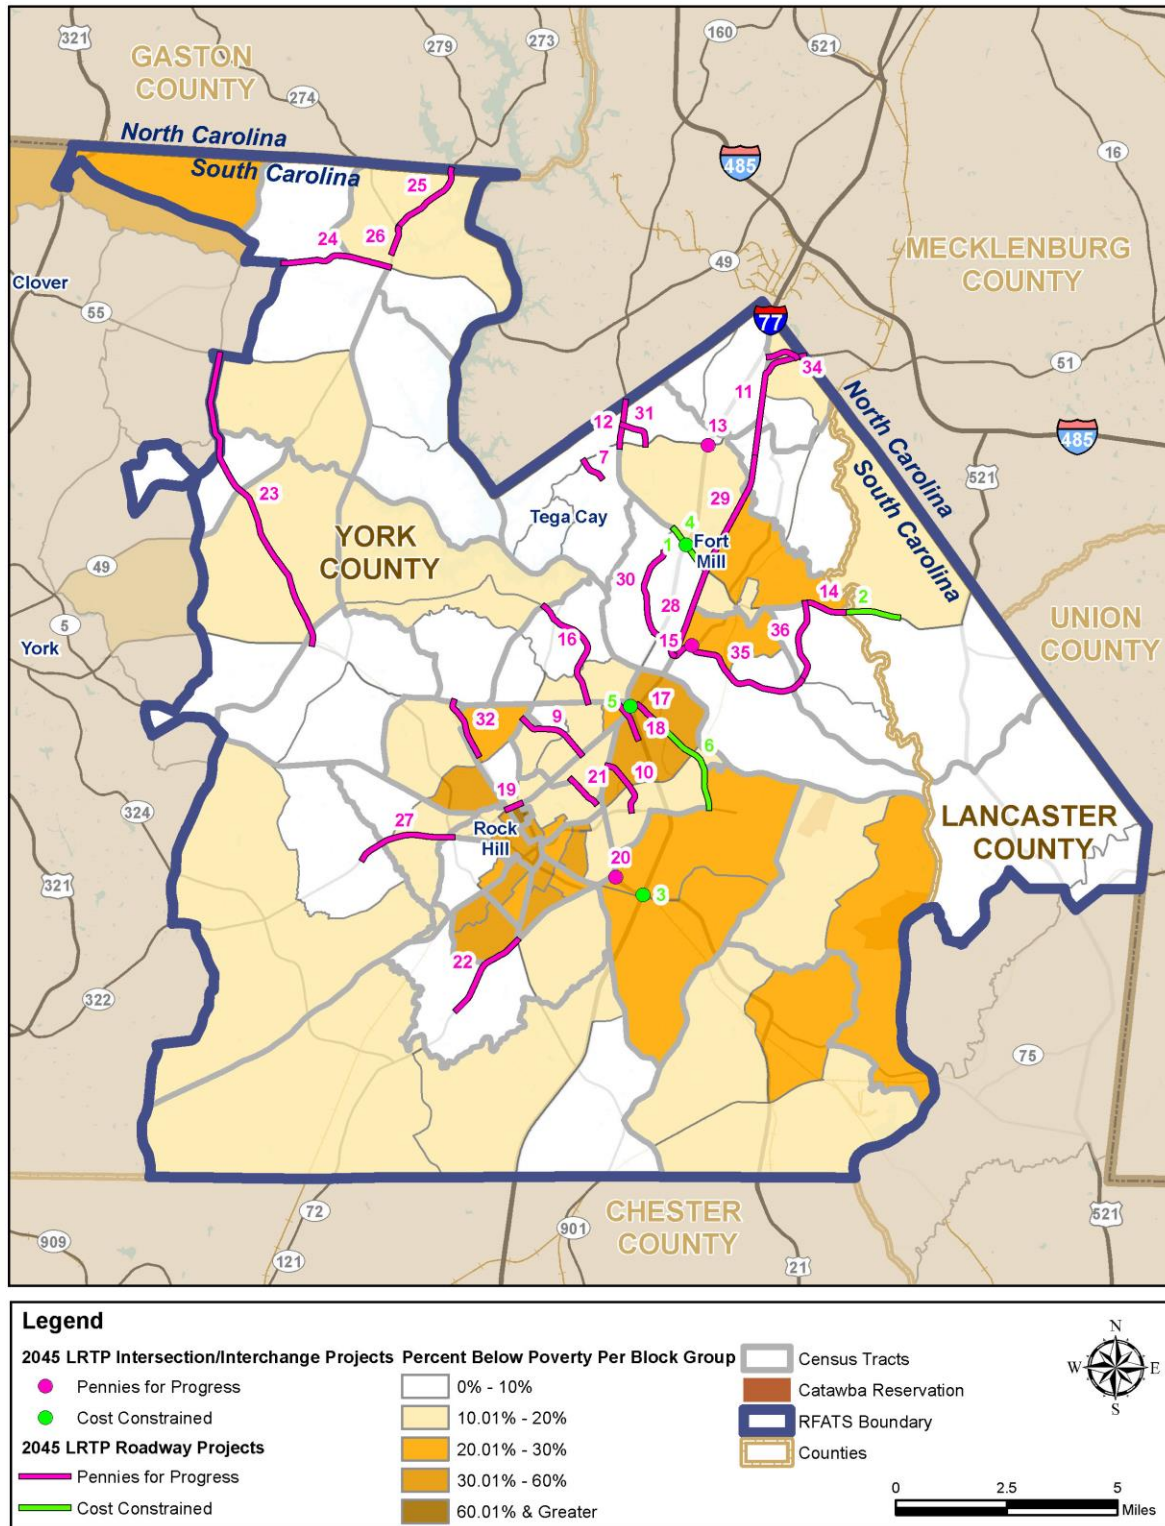 321
279
273
160
521
GASTON
COUNTY
274
North Carolina
South Carolina
485
16
25
26
24
49
MECKLENBURG
COUNTY
Clover
55
77
34
11
51
North Carolina
South Carolina
485
521
12
31
13
7
23
29
Tega Cay
YORK
COUNTY
4
1
Fort
Mill
49
30
28
14
2
5
York
16
15
35
36
UNION
COUNTY
5
17
18
32
9
6
21
10
19
324
27
Rock
Hill
LANCASTER
COUNTY
20
3
321
22
322
75
CHESTER
COUNTY
72
901
521
909
121
21
Legend
2045 LRTP Intersection/Interchange Projects
Pennies for Progress
Cost Constrained
2045 LRTP Roadway Projects
Pennies for Progress
Cost Constrained
Percent Below Poverty Per Block Group
0% - 10%
10.01% - 20%
20.01% - 30%
30.01% - 60%
60.01% & Greater
Census Tracts
Catawba Reservation
RFATS Boundary
Counties
N
W E
S
0 2.5 5
Miles